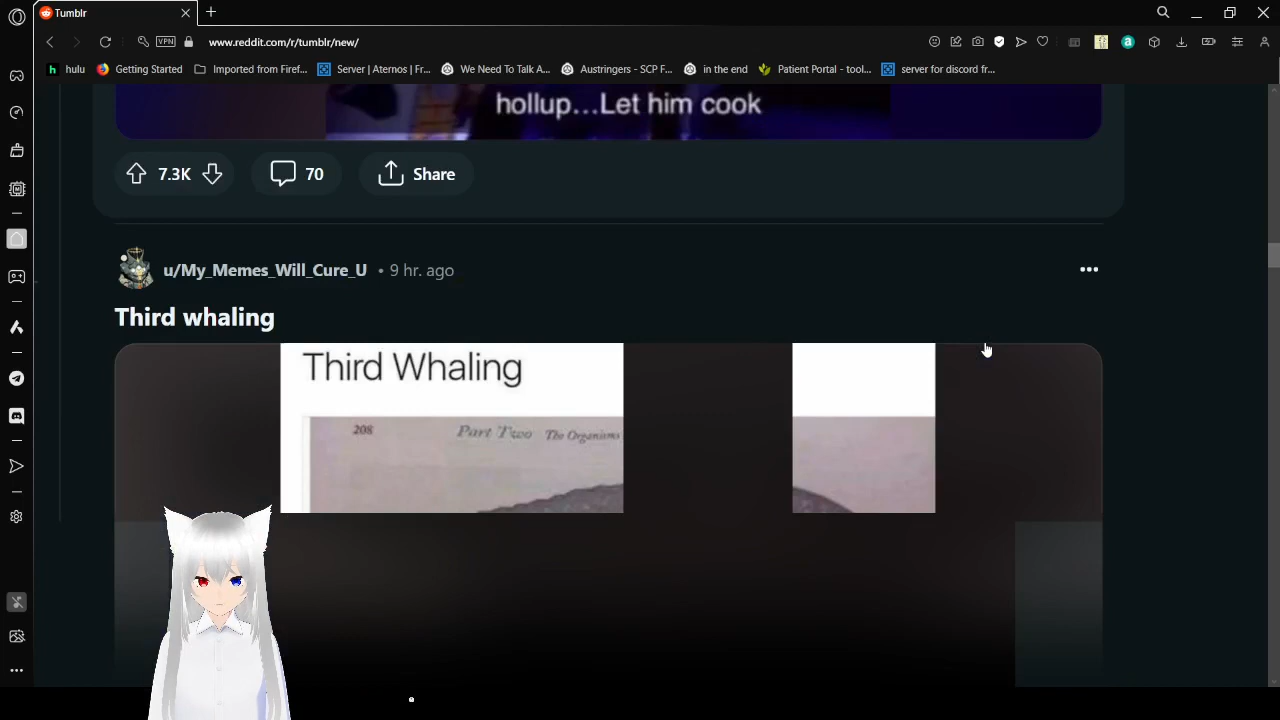 Tumblr
VPN
www.reddit.com/r/tumblr/new/
hulu
Getting Started
Imported from Firef...
Server | Aternos | Fr...
We Need To Talk A...
Austringers - SCP F...
in the end
Patient Portal - tool...
server for discord fr...
hollup...Let him cook
7.3K
70
Share
u/My_Memes_Will_Cure_U • 9 hr. ago
Third whaling
Third Whaling
208 Part Two The Organisms